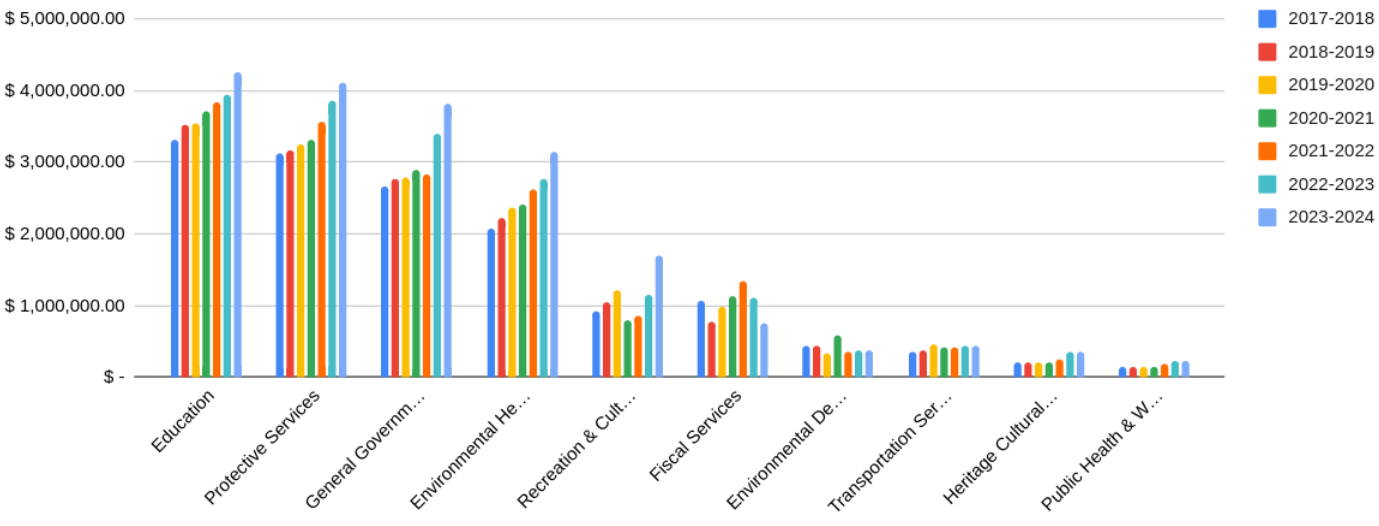 $ 5,000,000.00
$ 4,000,000.00
$ 3,000,000.00
$ 2,000,000.00
$ 1,000,000.00
$ -
Education
Protective Services
General Governm...
Environmental He...
Recreation & Cult...
Fiscal Services
Environmental De...
Transportation Ser...
Heritage Cultural...
Public Health & W...
2017-2018
2018-2019
2019-2020
2020-2021
2021-2022
2022-2023
2023-2024